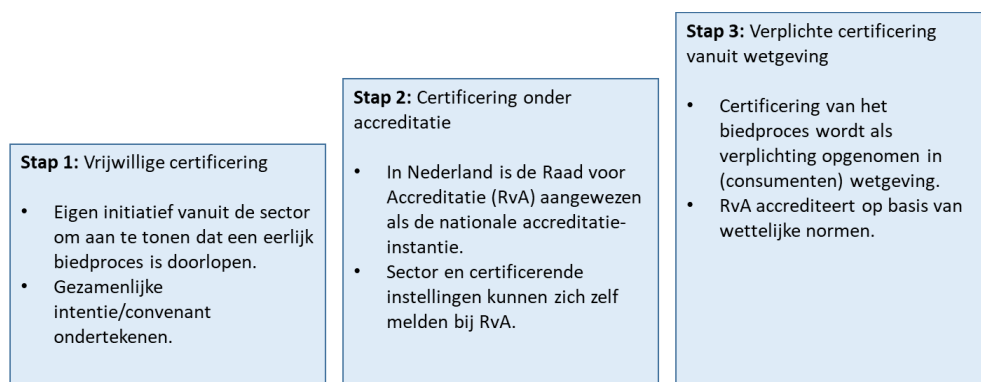 Stap 1: Vrijwillige certificering
• Eigen initiatief vanuit de sector
om aan te tonen dat een eerlijk
biedproces is doorlopen.
• Gezamenlijke
intentie/convenant
ondertekenen.
Stap 2: Certificering onder
accreditatie
• In Nederland is de Raad voor
Accreditatie (RvA) aangewezen
als de nationale accreditatie-
instantie.
• Sector en certificerende
instellingen kunnen zich zelf
melden bij RvA.
Stap 3: Verplichte certificering
vanuit wetgeving
• Certificering van het
biedproces wordt als
verplichting opgenomen in
(consumenten) wetgeving.
• RvA accrediteert op basis van
wettelijke normen.